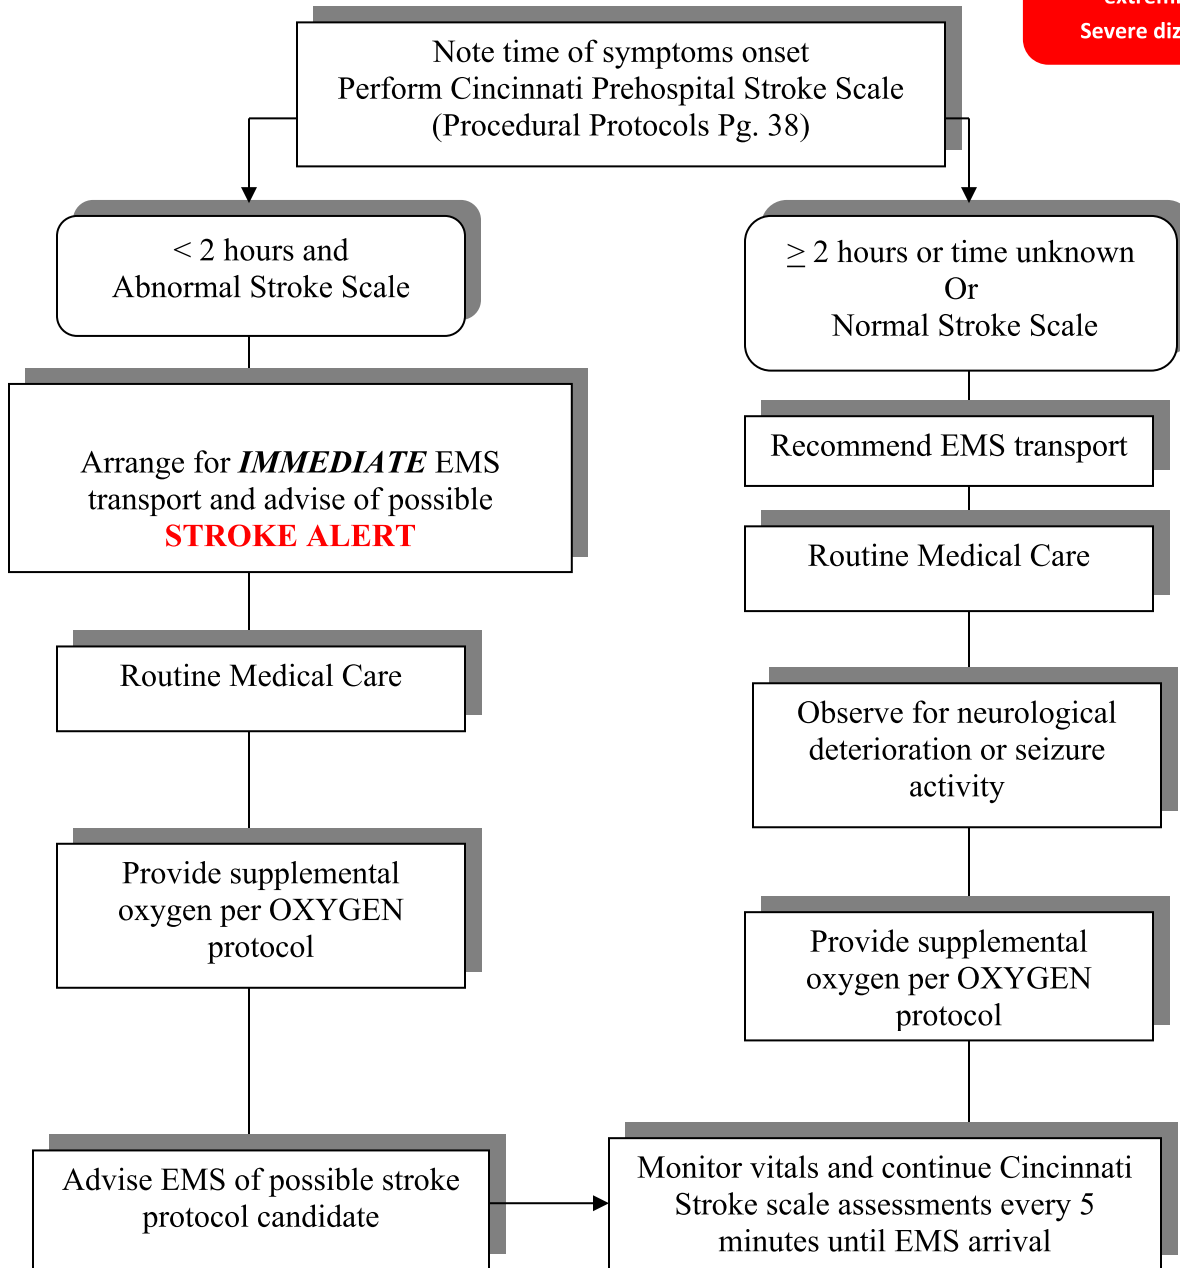 Severe
Note time of symptoms onset
Perform Cincinnati Prehospital Stroke Scale
(Procedural Protocols Pg. 38)
< 2 hours and
Abnormal Stroke Scale
≥ 2 hours or time unknown
Or
Normal Stroke Scale
Arrange for IMMEDIATE EMS
transport and advise of possible
STROKE ALERT
Recommend EMS transport
Routine Medical Care
Routine Medical Care
Observe for neurological
deterioration or seizure
activity
Provide supplemental
oxygen per OXYGEN
protocol
Provide supplemental
oxygen per OXYGEN
protocol
Advise EMS of possible stroke
protocol candidate
Monitor vitals and continue Cincinnati
Stroke scale assessments every 5
minutes until EMS arrival